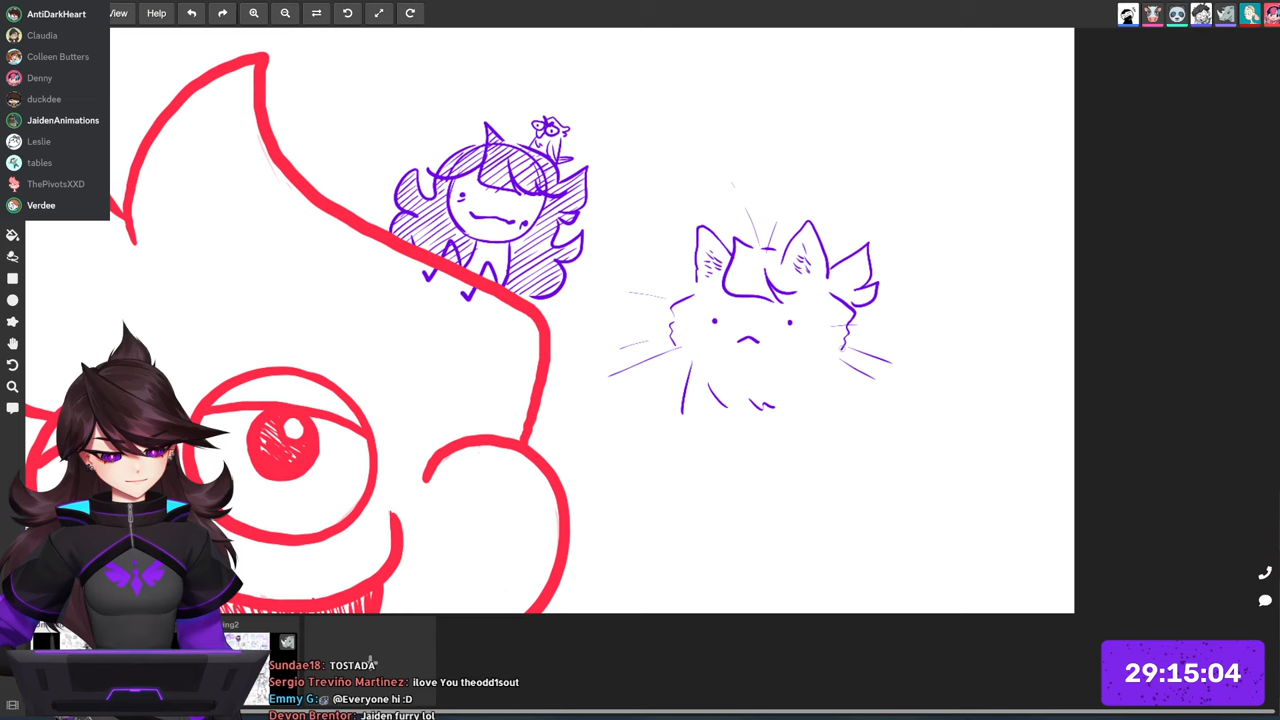 AntiDarkHeart
View
Help
Claudia
Colleen Butters
Denny
duckdee
JaidenAnimations
Leslie
tables
ThePivotsXXD
Verdee
29:15:04
Sundae18: TOSTADA
Sergio Treviño Martinez: ilove You theodd1sout
Emmy G: @Everyone hi :D
Devon Brentor: Jaiden furry lol